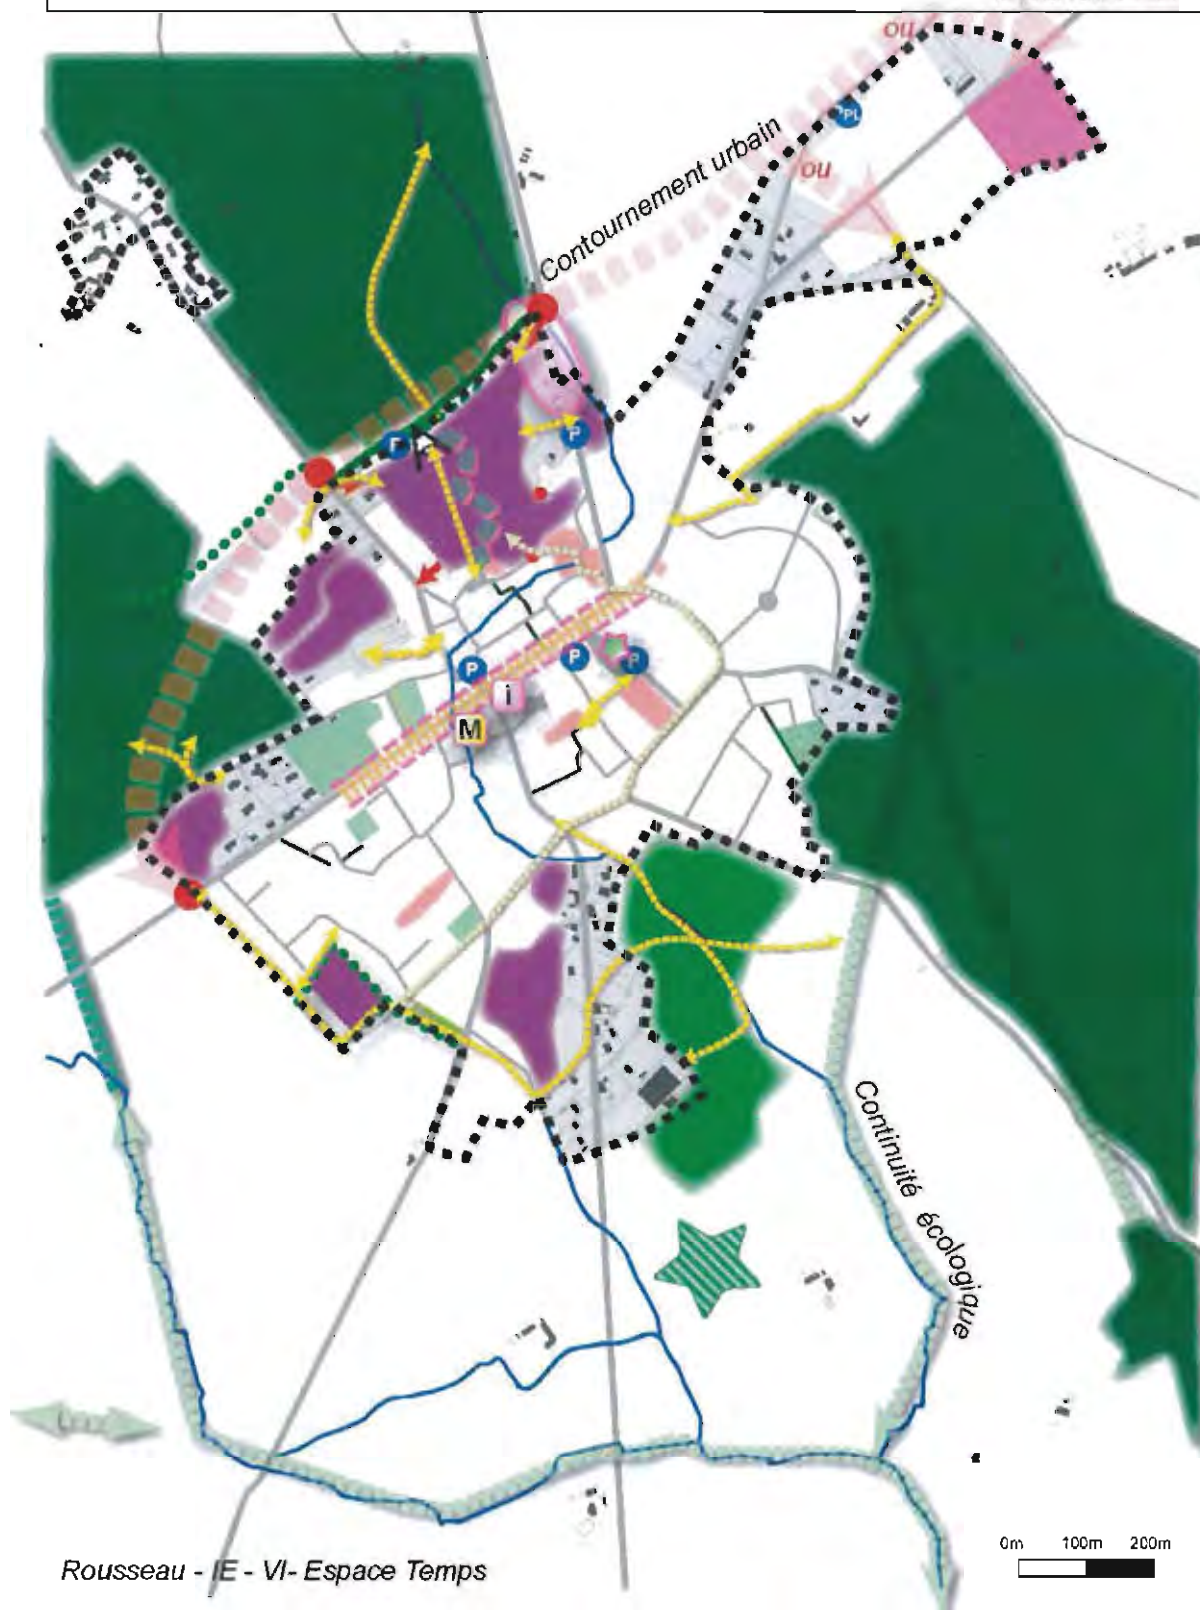 ou
PL
Contournement urbain
ou
P
P
P
P
P
i
M
Continuité écologique
0m 100m 200m
Rousseau - IE - VI- Espace Temps